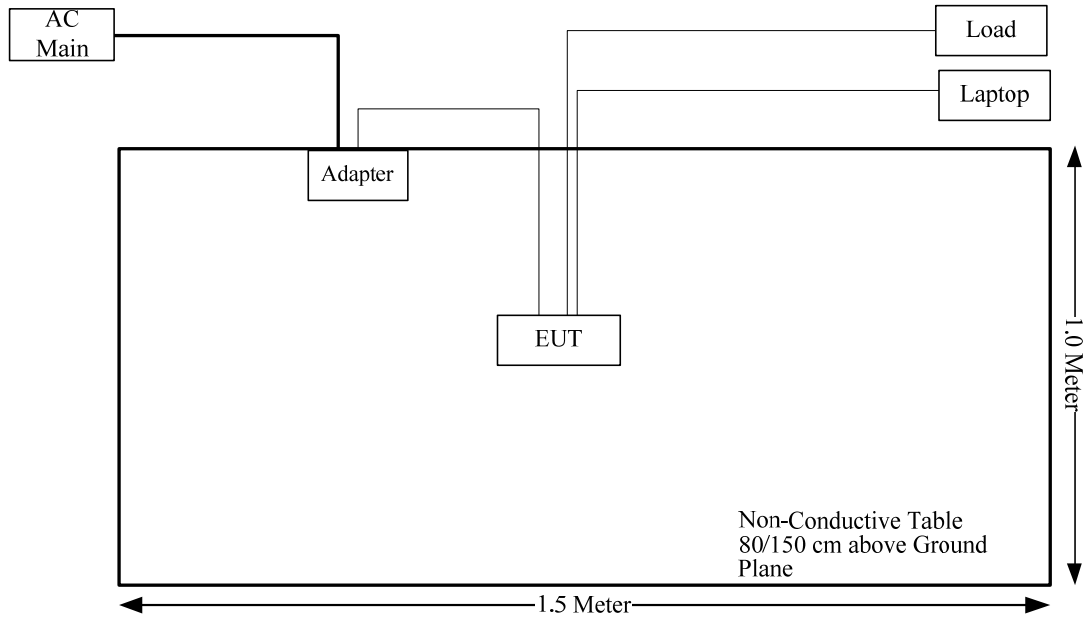 AC
Main
Load
Laptop
Adapter
EUT
1.0 Meter
Non-Conductive Table
80/150 cm above Ground
Plane
1.5 Meter